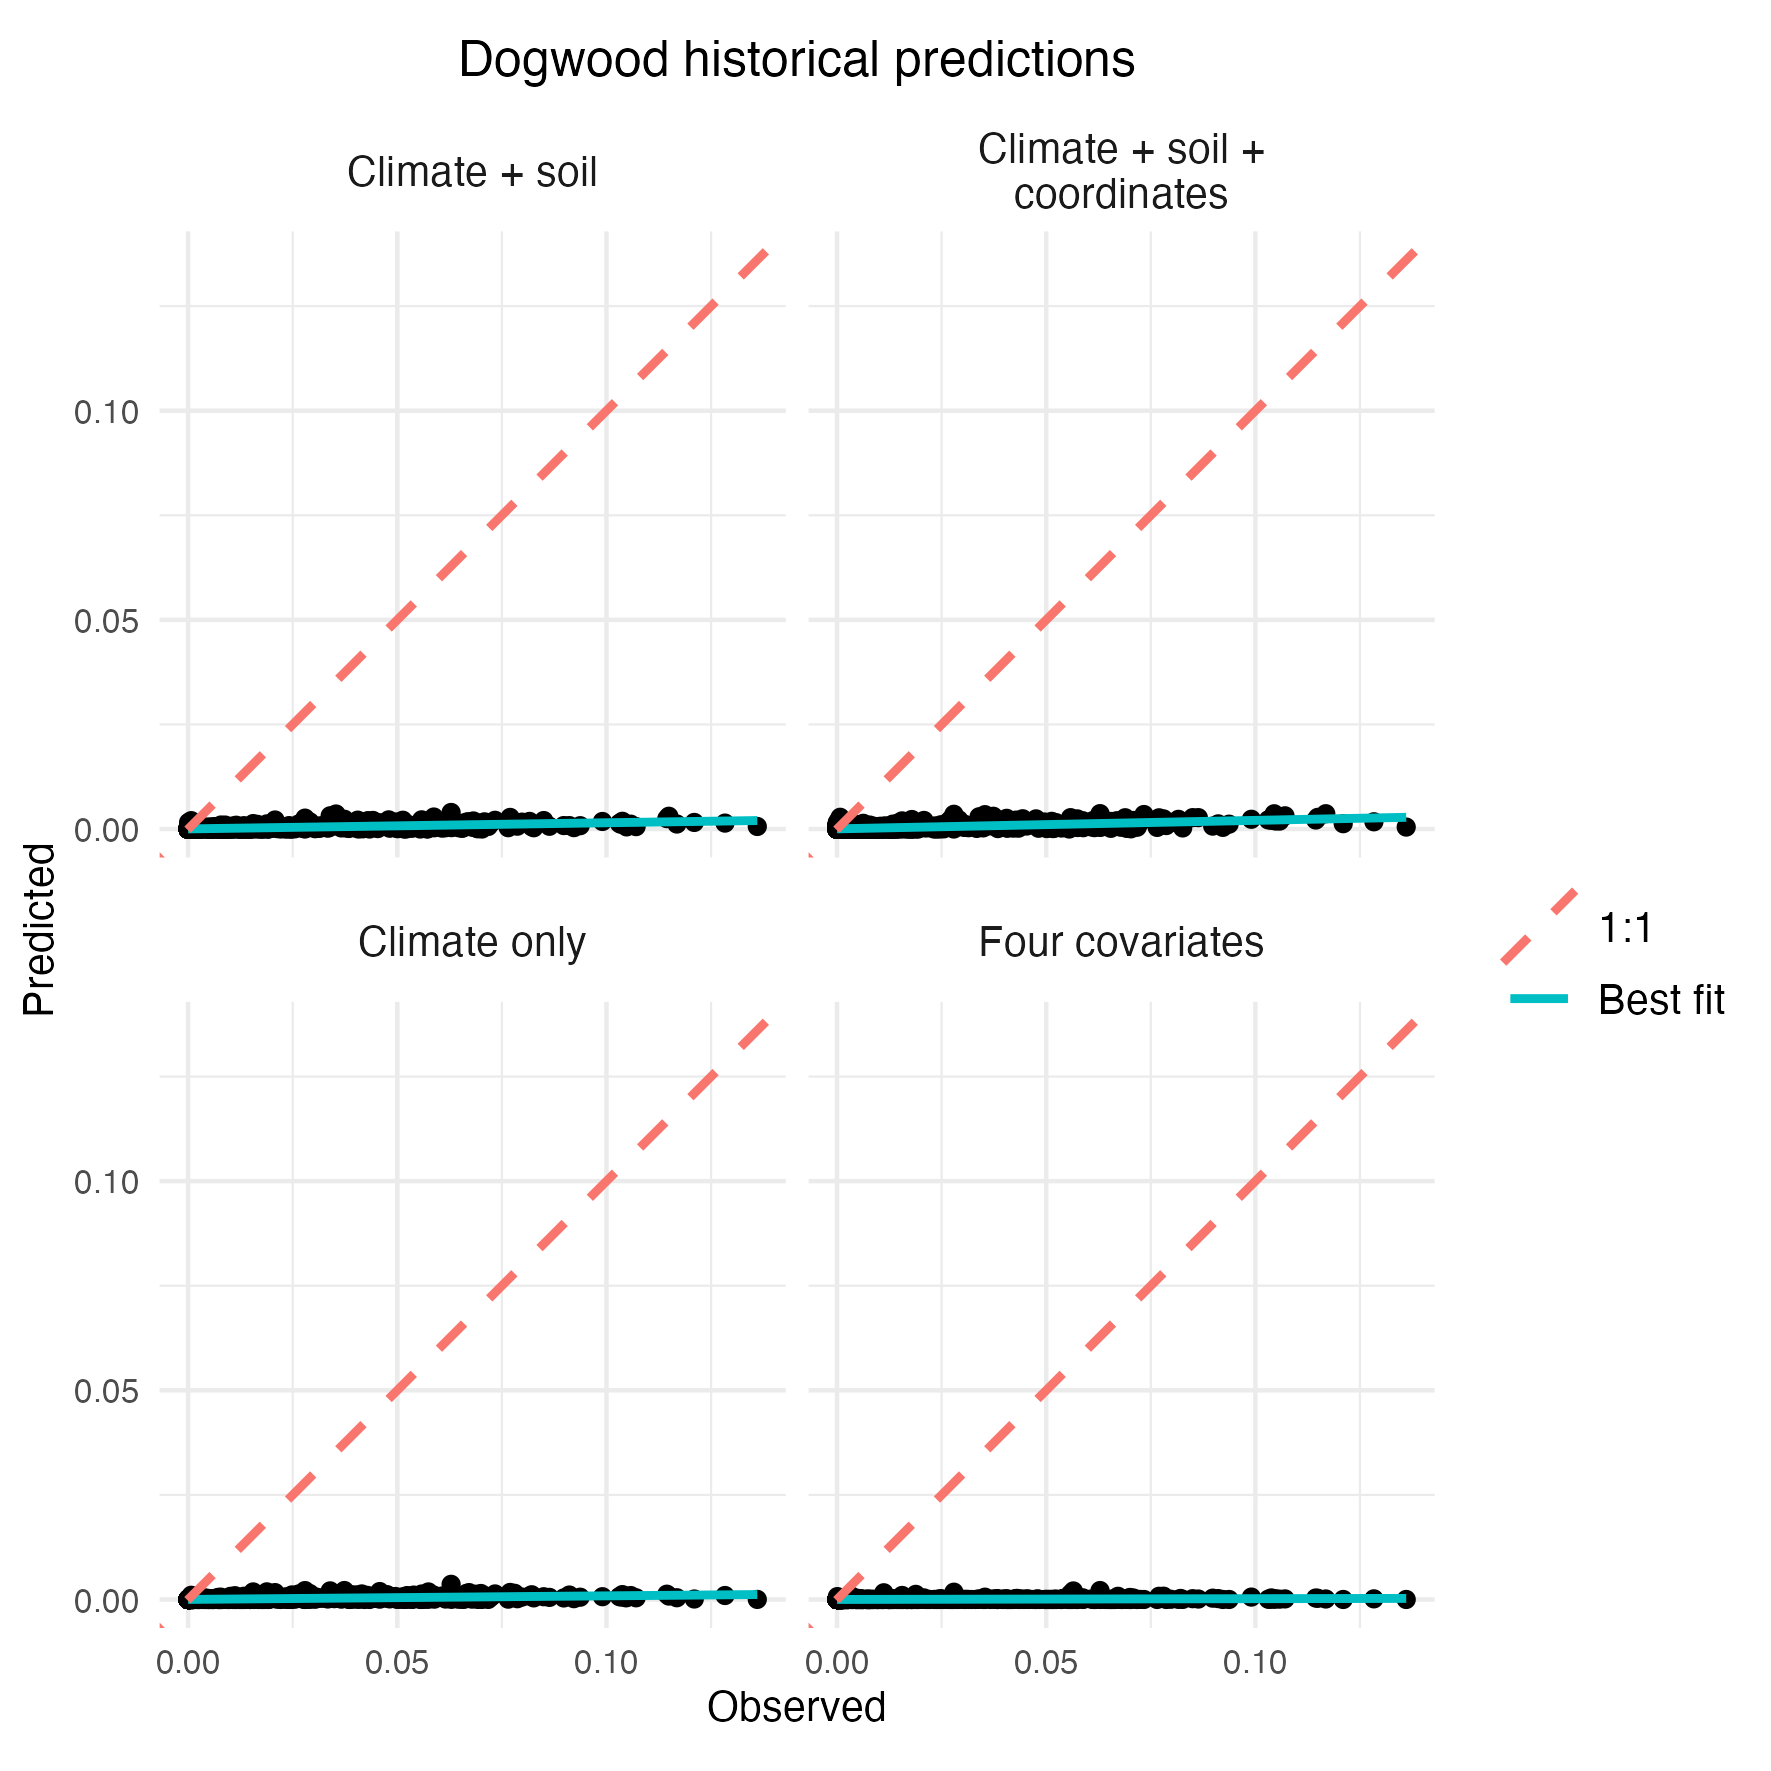 Dogwood historical predictions
Climate + soil
Climate + soil +
coordinates
0.10
0.05
0.00
Climate only
Four covariates
0.10
0.05
0.00
0.00
0.05
0.10
0.00
0.05
0.10
Observed
Predicted
1:1
Best fit